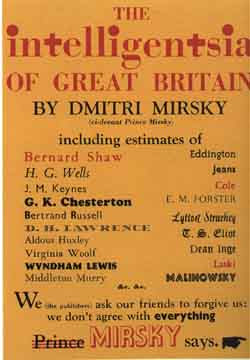 THE
intelligentsia
OF GREAT BRITAIN
BY DMITRI MIRSKY
(ci-devant Prince Mirsky)
including estimates of
Bernard Shaw
H. G. Wells
J. M. Keynes
G. K. Chesterton
Bertrand Russell
D. H. LAWRENCE
Aldous Huxley
Virginia Woolf
WYNDHAM LEWIS
Middleton Murry
Eddington
Jeans
Cole
E. M. FORSTER
Lytton Strachey
T. S. Eliot
Dean Inge
Laski
MALINOWSKY
&c. &c.
We (the publishers) ask our friends to forgive us:
we don't agree with everything
Prince MIRSKY says.